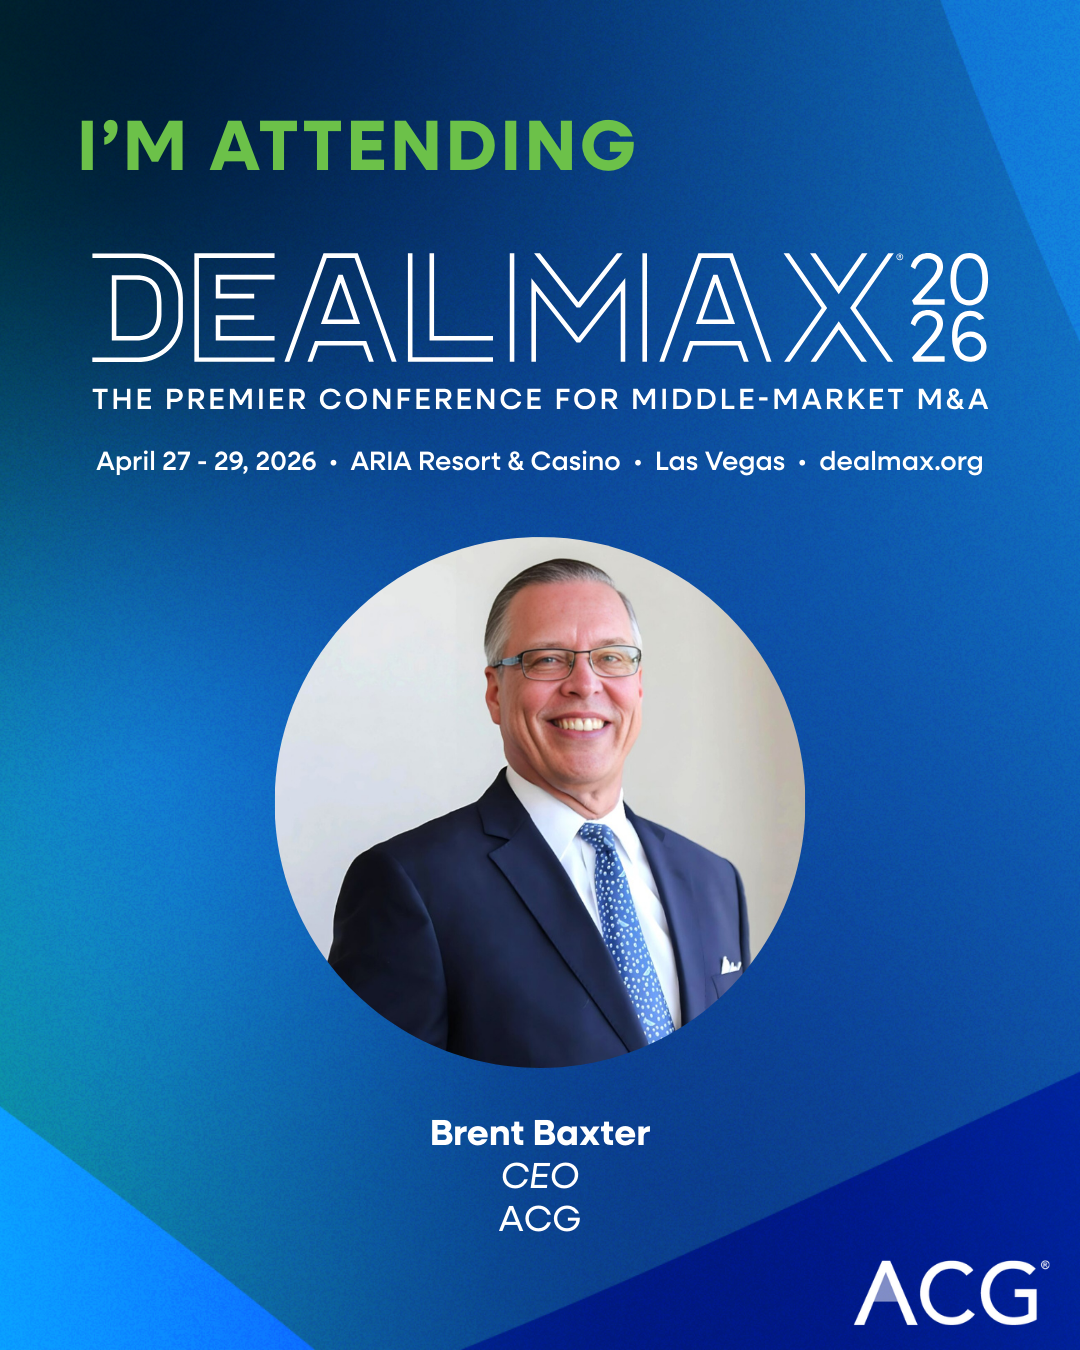 I'M ATTENDING
DEALMAX® 2026
THE PREMIER CONFERENCE FOR MIDDLE-MARKET M&A
April 27 - 29, 2026 • ARIA Resort & Casino • Las Vegas • dealmax.org
Brent Baxter
CEO
ACG
ACG®